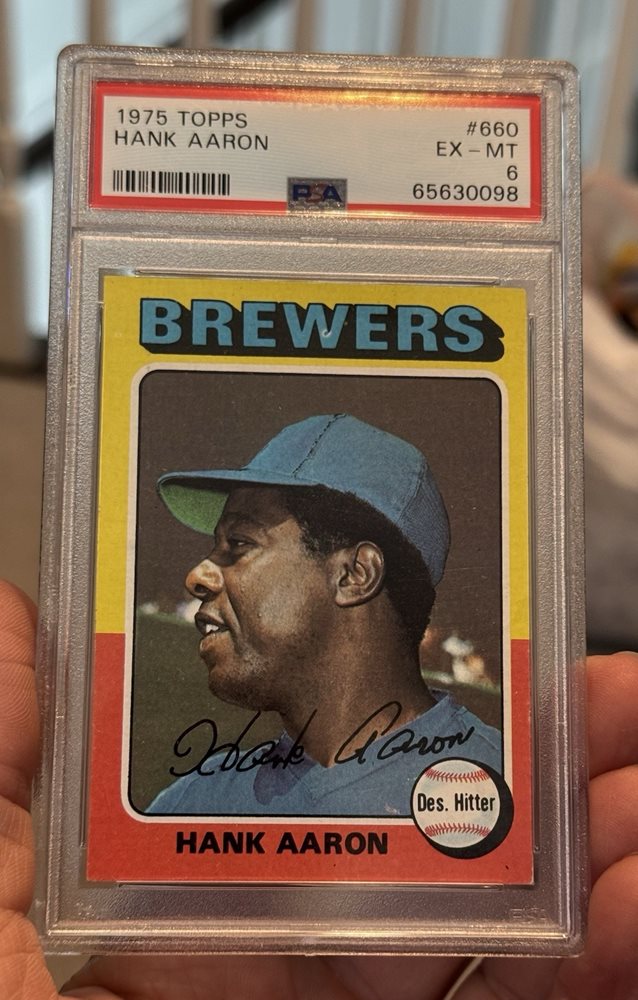 1975 TOPPS #660
HANK AARON EX - MT
6
PSA 65630098
BREWERS
Hank Aaron
Des. Hitter
HANK AARON